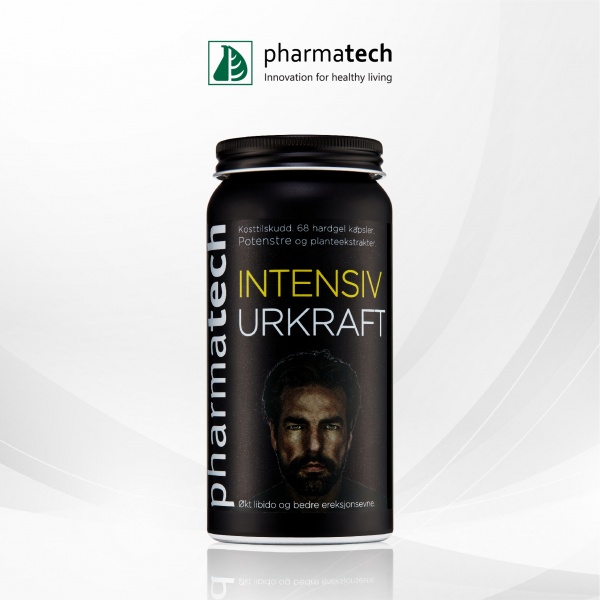 pharmatech
Innovation for healthy living
Kosttilskudd. 68 hardgel kapsler.
Potenstre og planteekstrakter.
INTENSIV
URKRAFT
pharmatech
Økt libido og bedre ereksjonsevne.